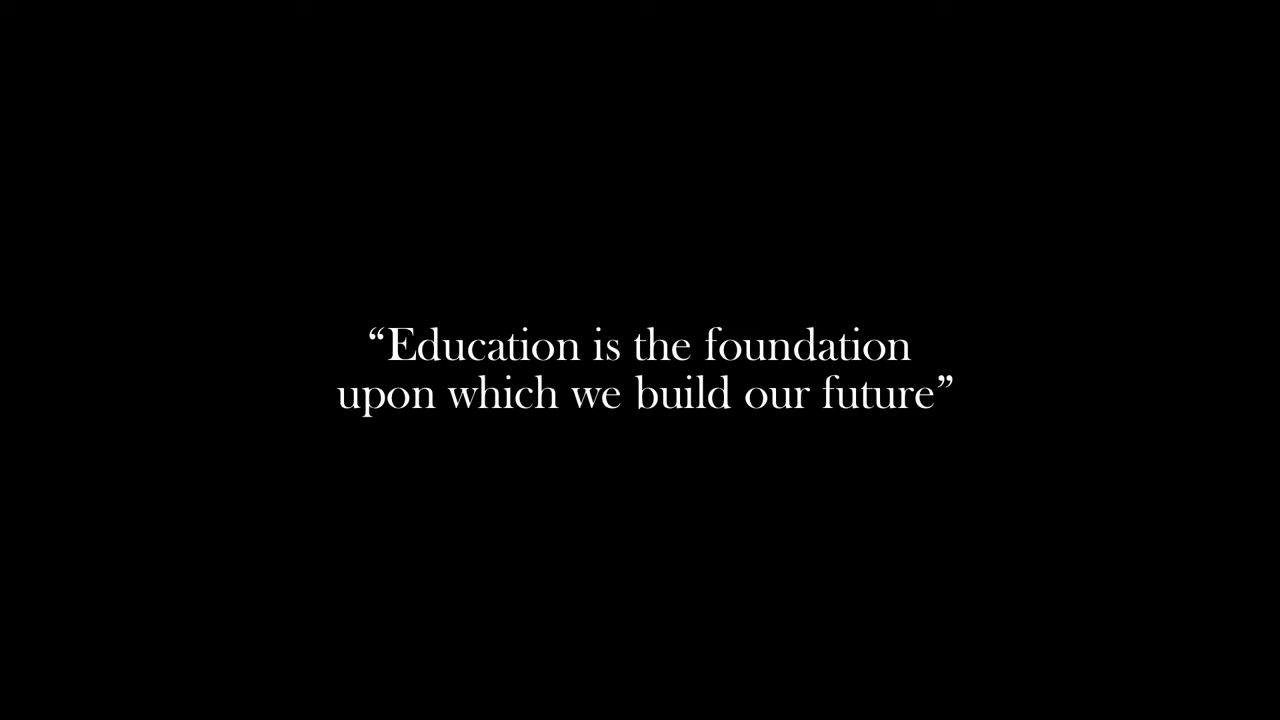 “Education is the foundation
upon which we build our future”